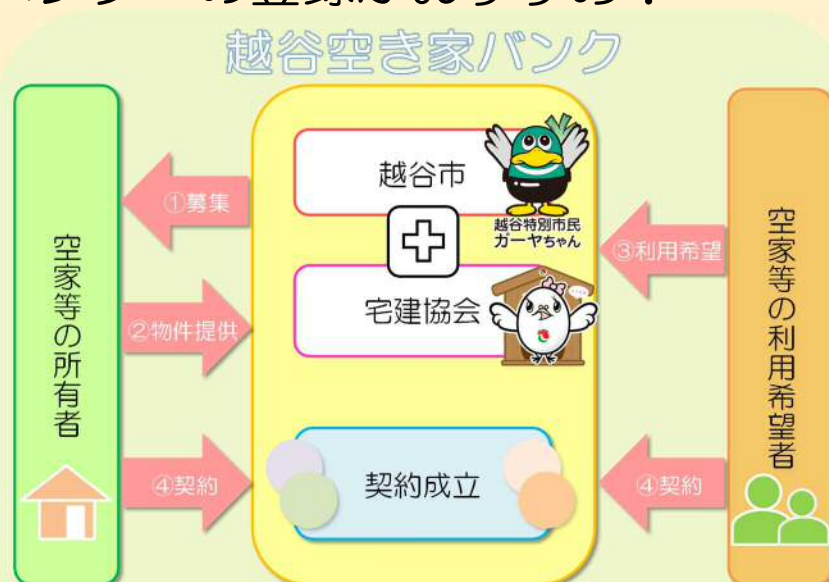 越谷空き家バンク
空家等の所有者
①募集
②物件提供
④契約
越谷市
越谷特別市民
ガーヤちゃん
宅建協会
契約成立
③利用希望
④契約
空家等の利用希望者